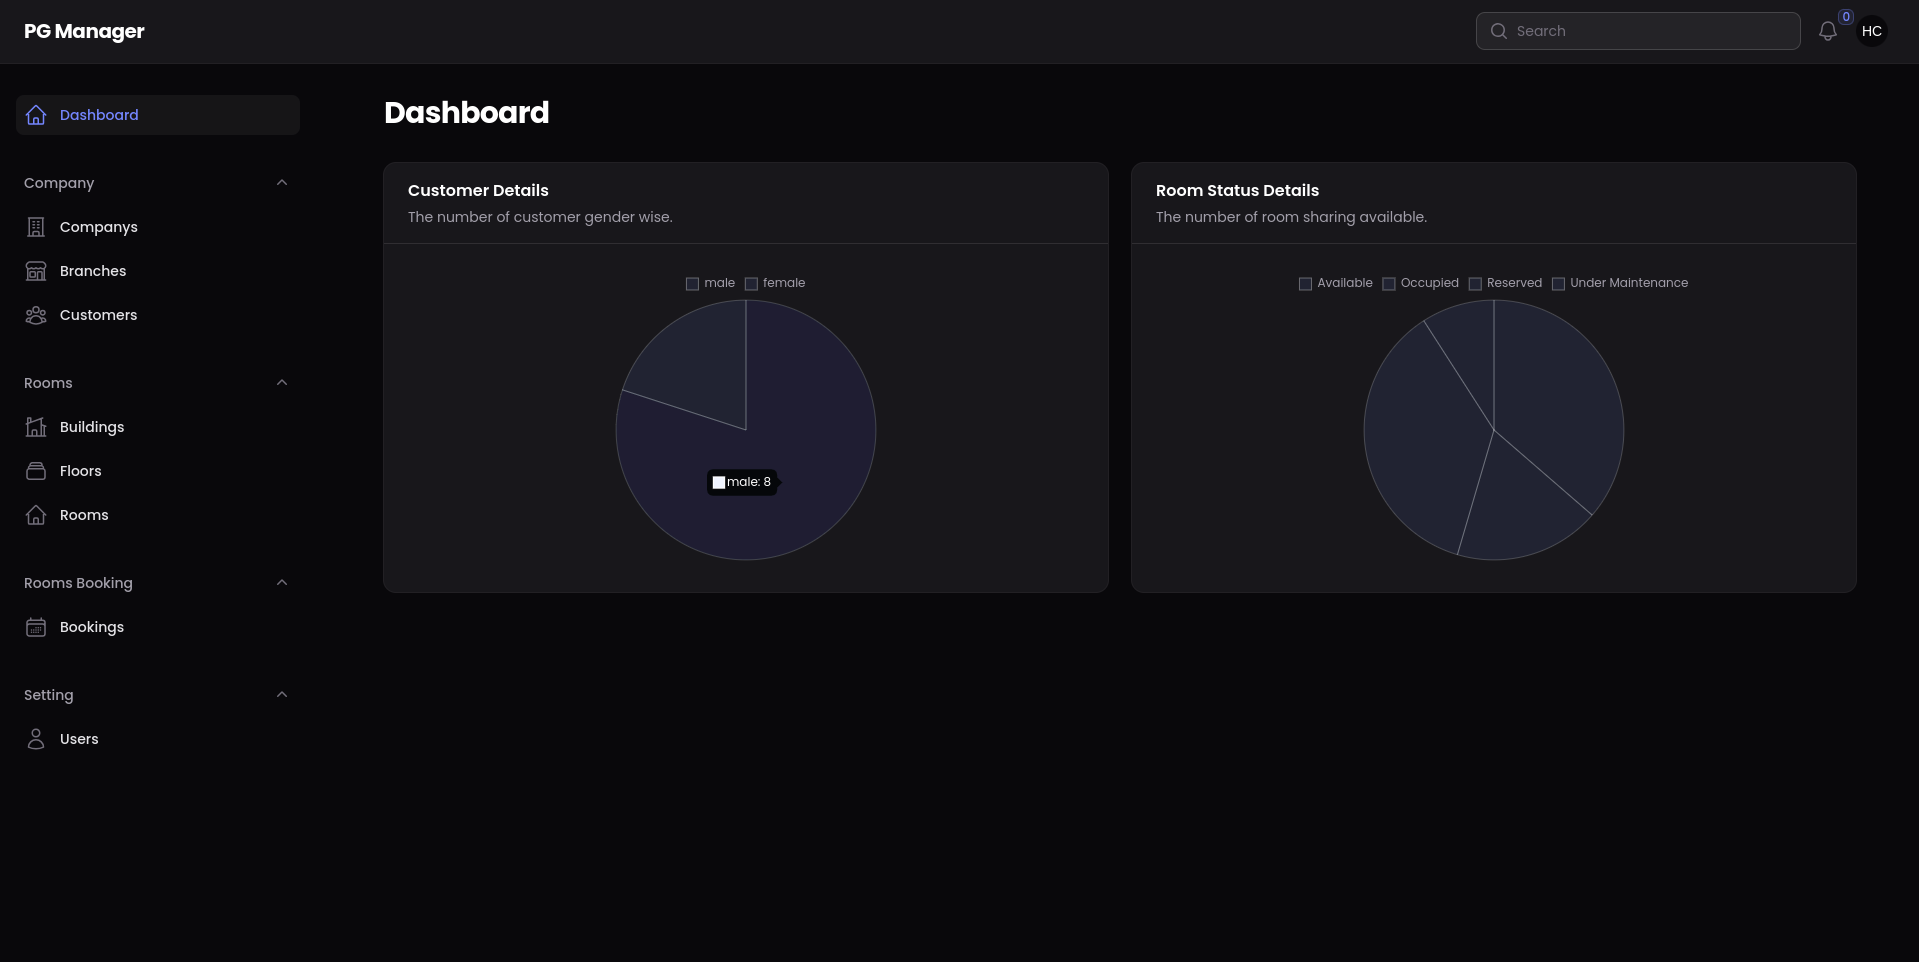 PG Manager
Search
0
HC
Dashboard
Company
Companys
Branches
Customers
Rooms
Buildings
Floors
Rooms
Rooms Booking
Bookings
Setting
Users
Dashboard
Customer Details
The number of customer gender wise.
male female
male: 8
Room Status Details
The number of room sharing available.
Available Occupied Reserved Under Maintenance